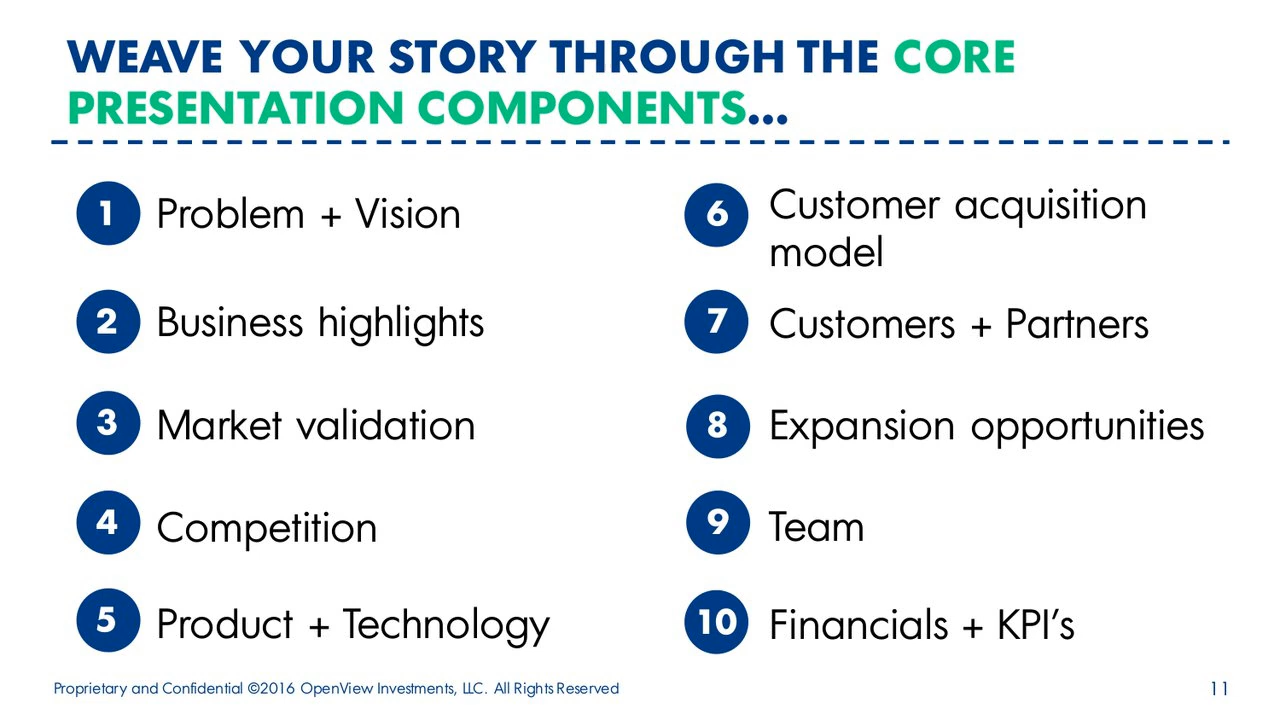 WEAVE YOUR STORY THROUGH THE CORE
PRESENTATION COMPONENTS...
1 Problem + Vision
2 Business highlights
3 Market validation
4 Competition
5 Product + Technology
6 Customer acquisition
model
7 Customers + Partners
8 Expansion opportunities
9 Team
10 Financials + KPI’s
Proprietary and Confidential ©2016 OpenView Investments, LLC. All Rights Reserved
11